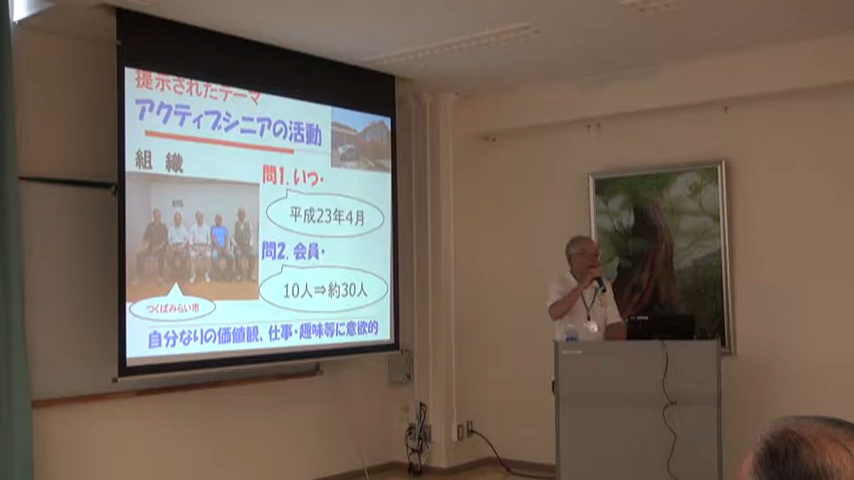 提示されたテーマ
アクティブシニアの活動
組 織
問1. いつ・
平成23年4月
問2. 会員・
10人⇒約30人
つくばみらい市
自分なりの価値観、仕事・趣味等に意欲的